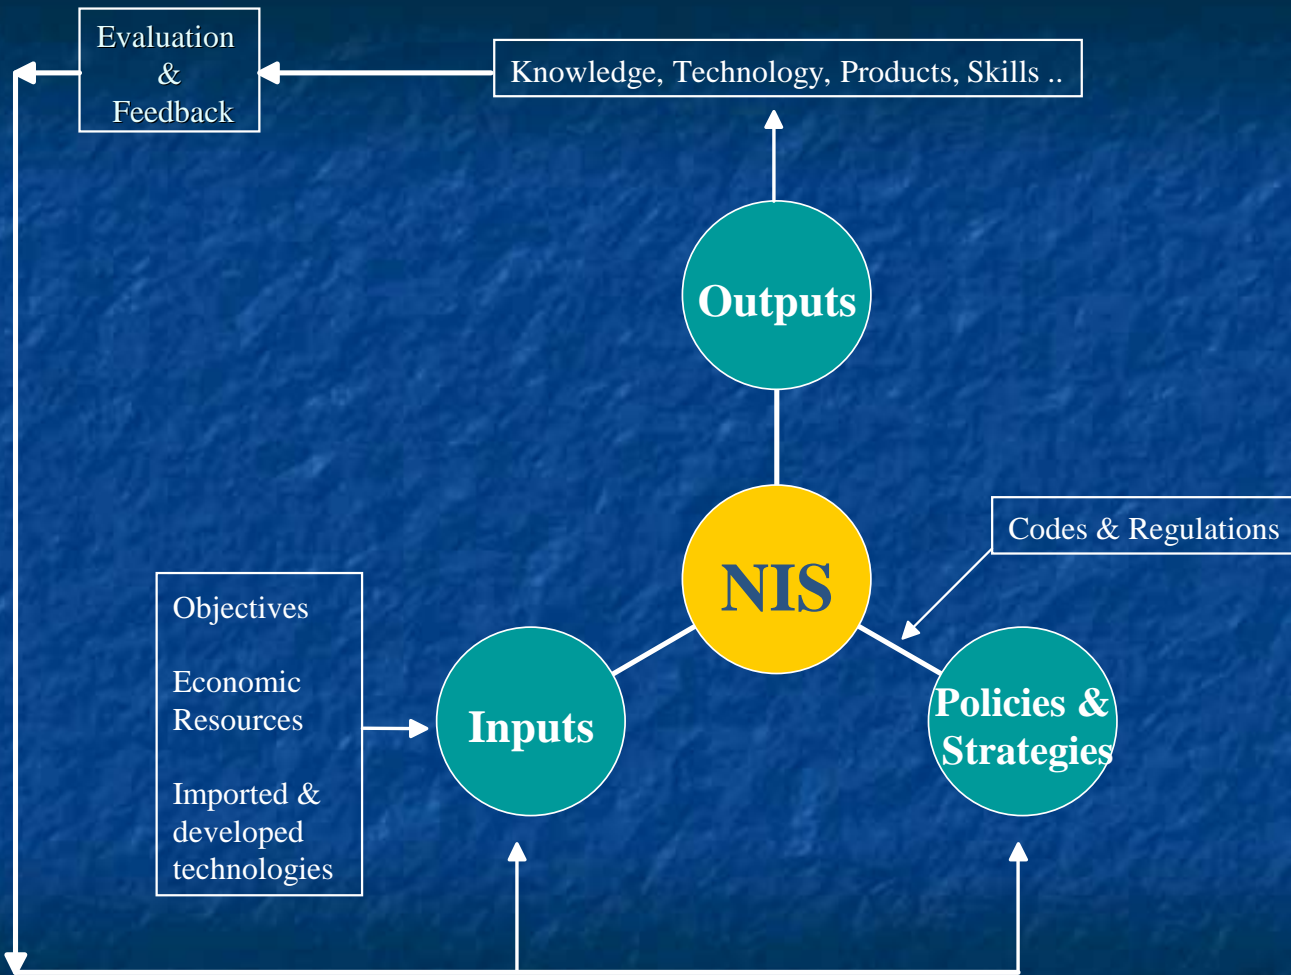 Evaluation
&
Feedback
Knowledge, Technology, Products, Skills ..
Outputs
Codes & Regulations
NIS
Objectives
Economic
Resources
Imported &
developed
technologies
Inputs
Policies &
Strategies